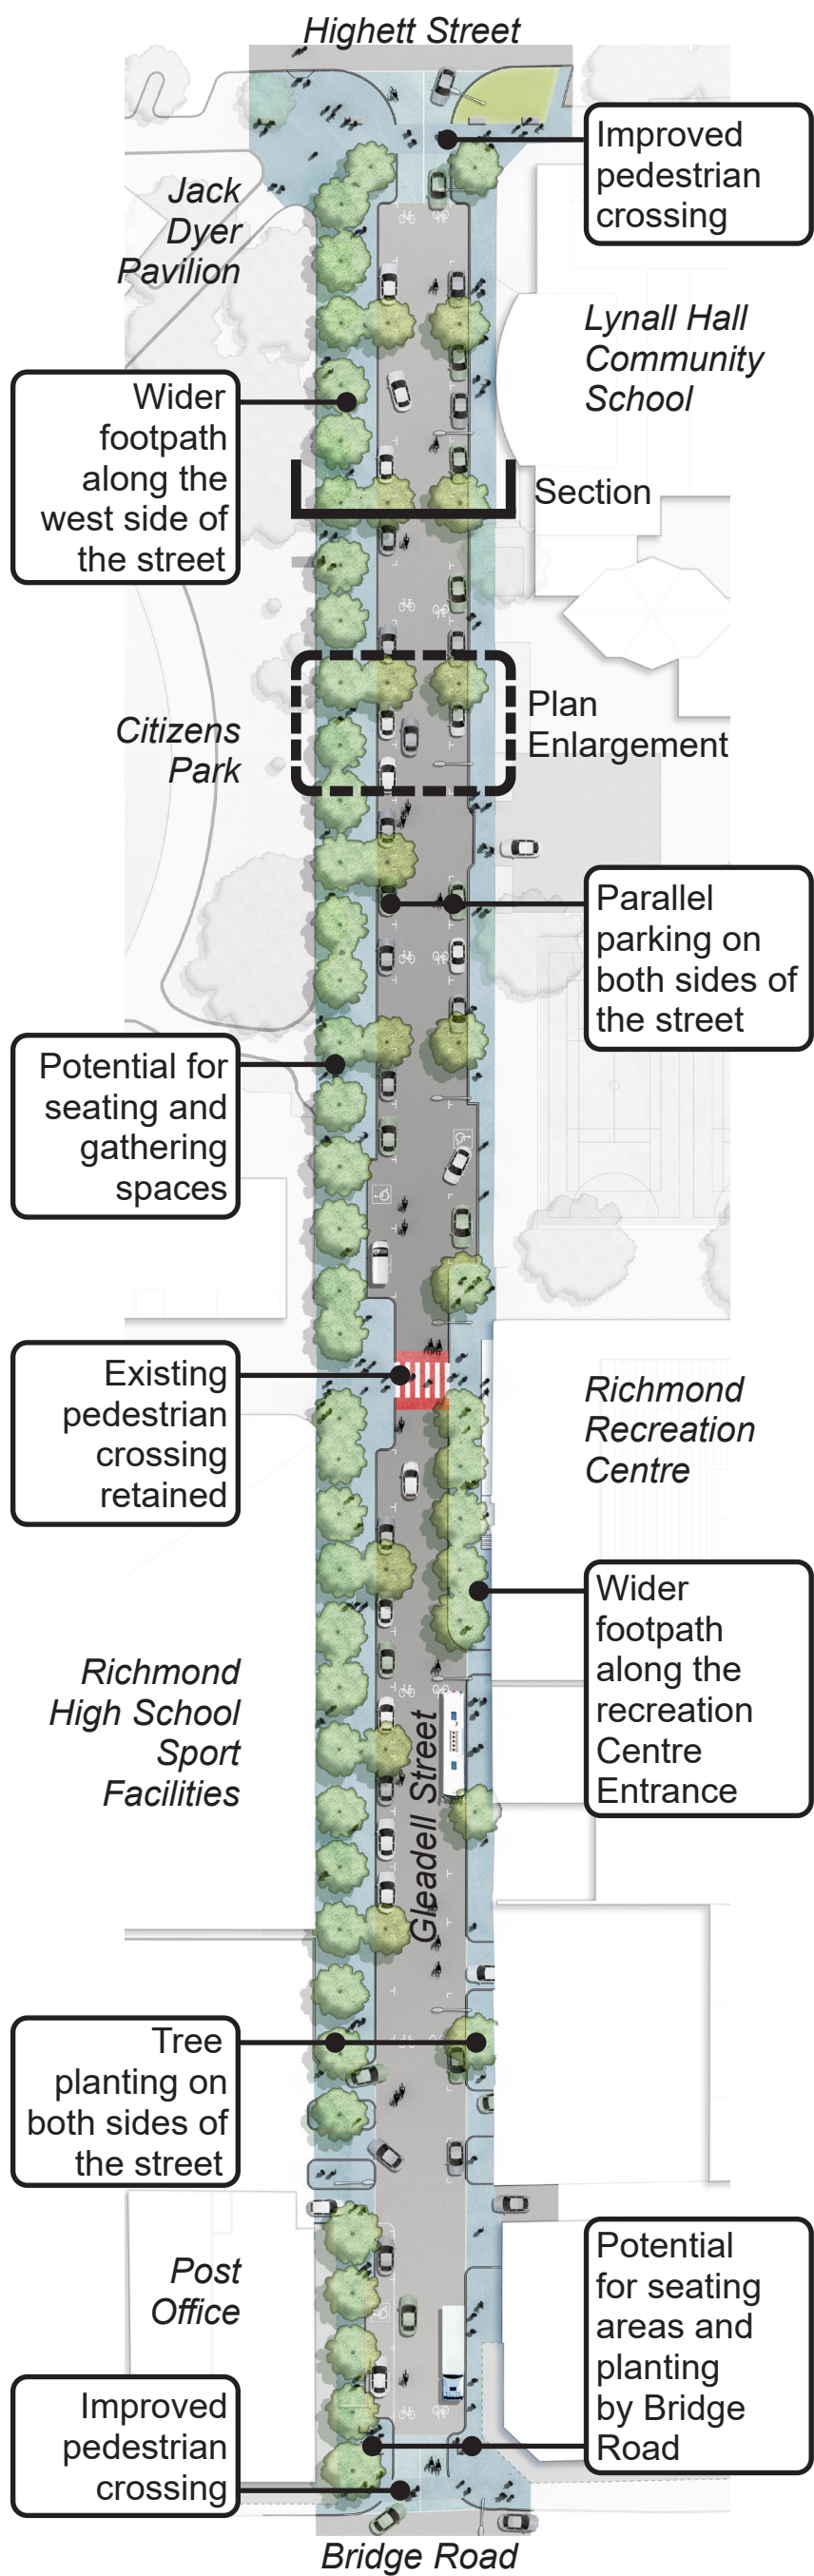 Highett Street
Improved
pedestrian
crossing
Jack
Dyer
Pavilion
Lynall Hall
Community
School
Wider
footpath
along the
west side of
the street
Section
Plan
Enlargement
Citizens
Park
Parallel
parking on
both sides of
the street
Potential for
seating and
gathering
spaces
Existing
pedestrian
crossing
retained
Richmond
Recreation
Centre
Wider
footpath
along the
recreation
Centre
Entrance
Richmond
High School
Sport
Facilities
Gleadell Street
Tree
planting on
both sides of
the street
Post
Office
Potential
for seating
areas and
planting
by Bridge
Road
Improved
pedestrian
crossing
Bridge Road